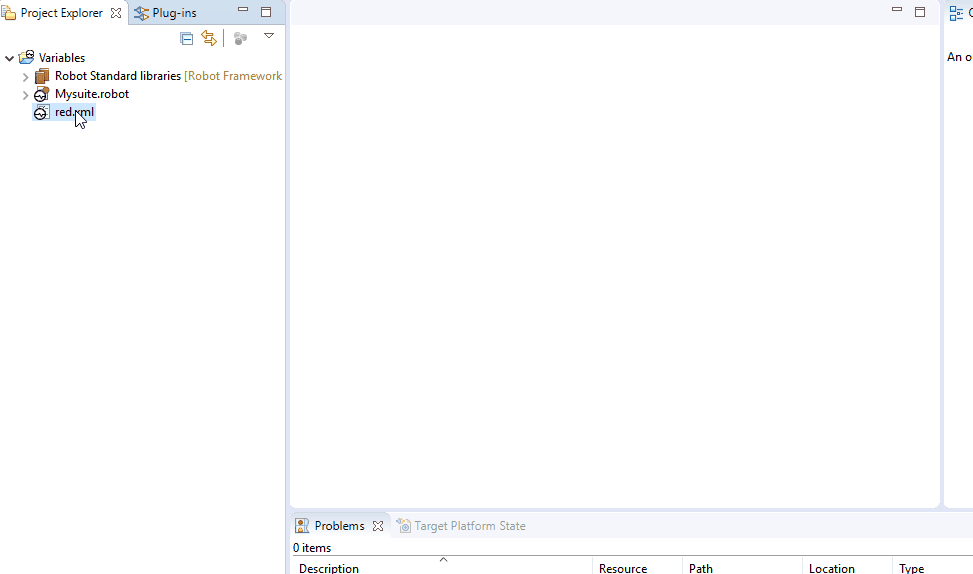 Project Explorer Plug-ins
Variables
Robot Standard libraries [Robot Framework
Mysuite.robot
red.xml
An o
Problems Target Platform State
0 items
Description Resource Path Location Type